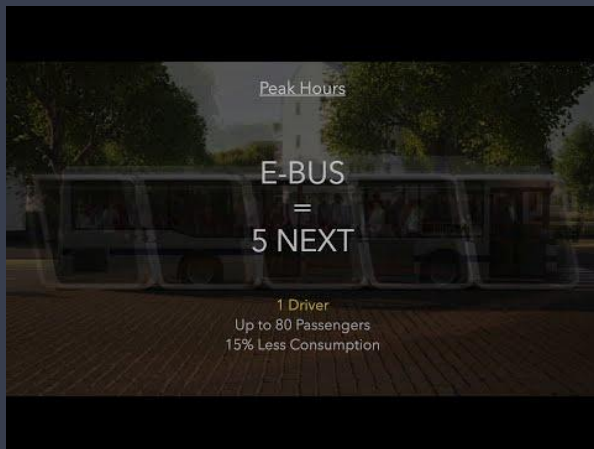 Peak Hours
E-BUS
=
5 NEXT
1 Driver
Up to 80 Passengers
15% Less Consumption